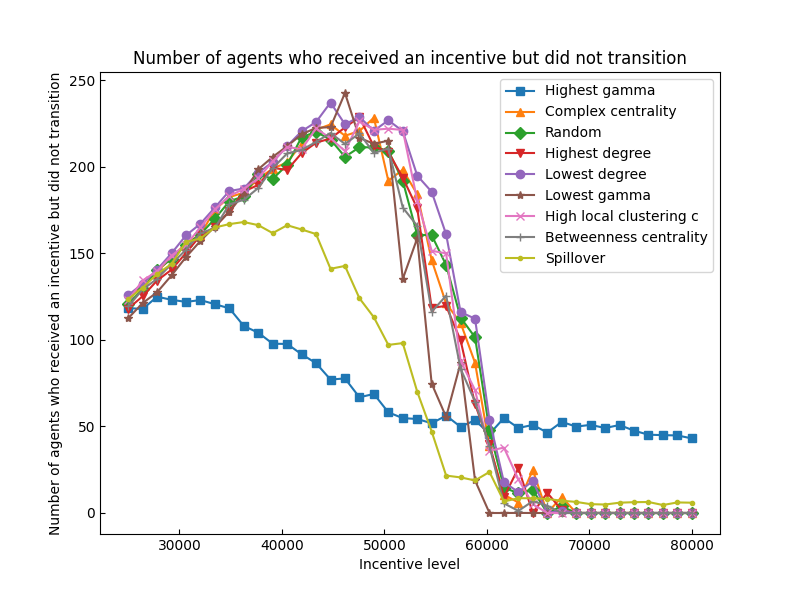 Number of agents who received an incentive but did not transition
Number of agents who received an incentive but did not transition
250
200
150
100
50
0
Highest gamma
Complex centrality
Random
Highest degree
Lowest degree
Lowest gamma
High local clustering c
Betweenness centrality
Spillover
30000 40000 50000 60000 70000 80000
Incentive level